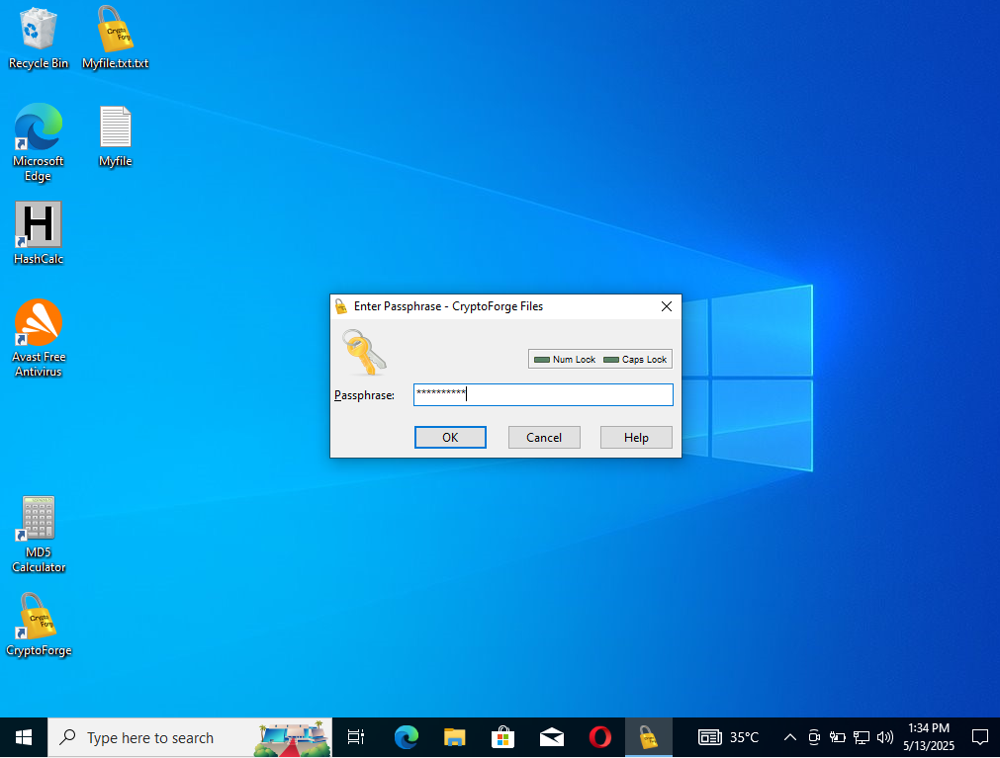 Recycle Bin
Crypto
Forge
Myfile.txt.txt
Microsoft
Edge
Myfile
H
HashCalc
Avast Free
Antivirus
Enter Passphrase - CryptoForge Files
Num Lock
Caps Lock
Passphrase:
**********
OK
Cancel
Help
MD5
Calculator
Crypto
Forge
CryptoForge
Type here to search
35°C
1:34 PM
5/13/2025